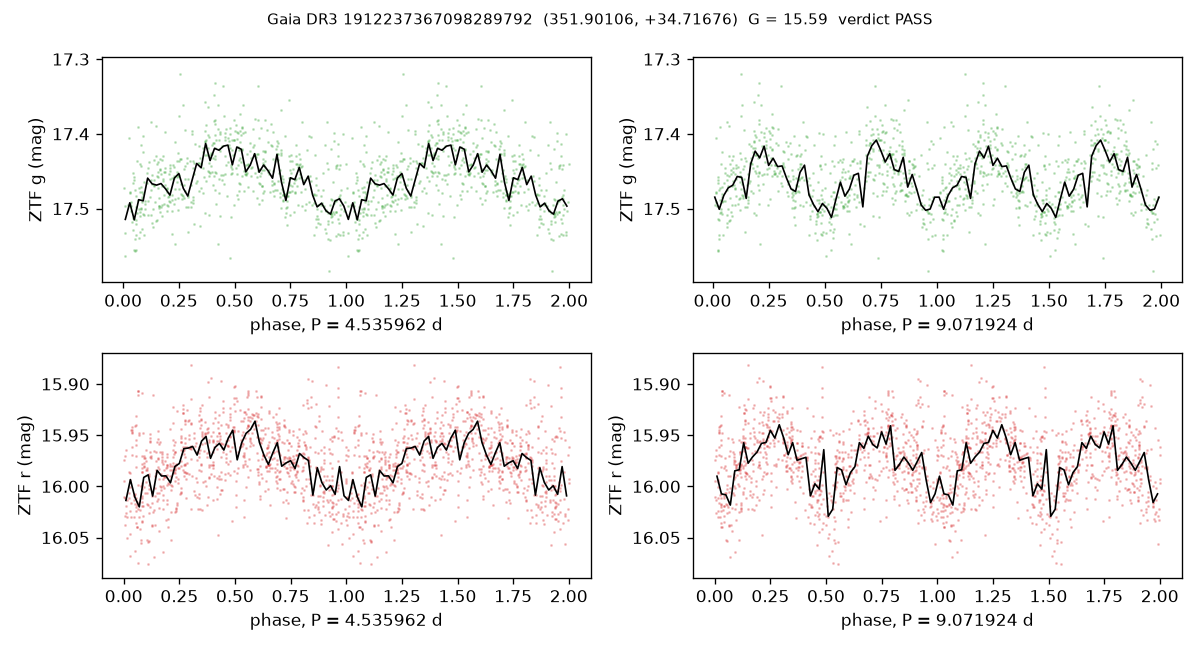 Gaia DR3 1912237367098289792 (351.90106, +34.71676) G = 15.59 verdict PASS
17.3
17.4
17.5
ZTF g (mag)
0.00 0.25 0.50 0.75 1.00 1.25 1.50 1.75 2.00
phase, P = 4.535962 d
17.3
17.4
17.5
ZTF g (mag)
0.00 0.25 0.50 0.75 1.00 1.25 1.50 1.75 2.00
phase, P = 9.071924 d
15.90
15.95
16.00
16.05
ZTF r (mag)
0.00 0.25 0.50 0.75 1.00 1.25 1.50 1.75 2.00
phase, P = 4.535962 d
15.90
15.95
16.00
16.05
ZTF r (mag)
0.00 0.25 0.50 0.75 1.00 1.25 1.50 1.75 2.00
phase, P = 9.071924 d